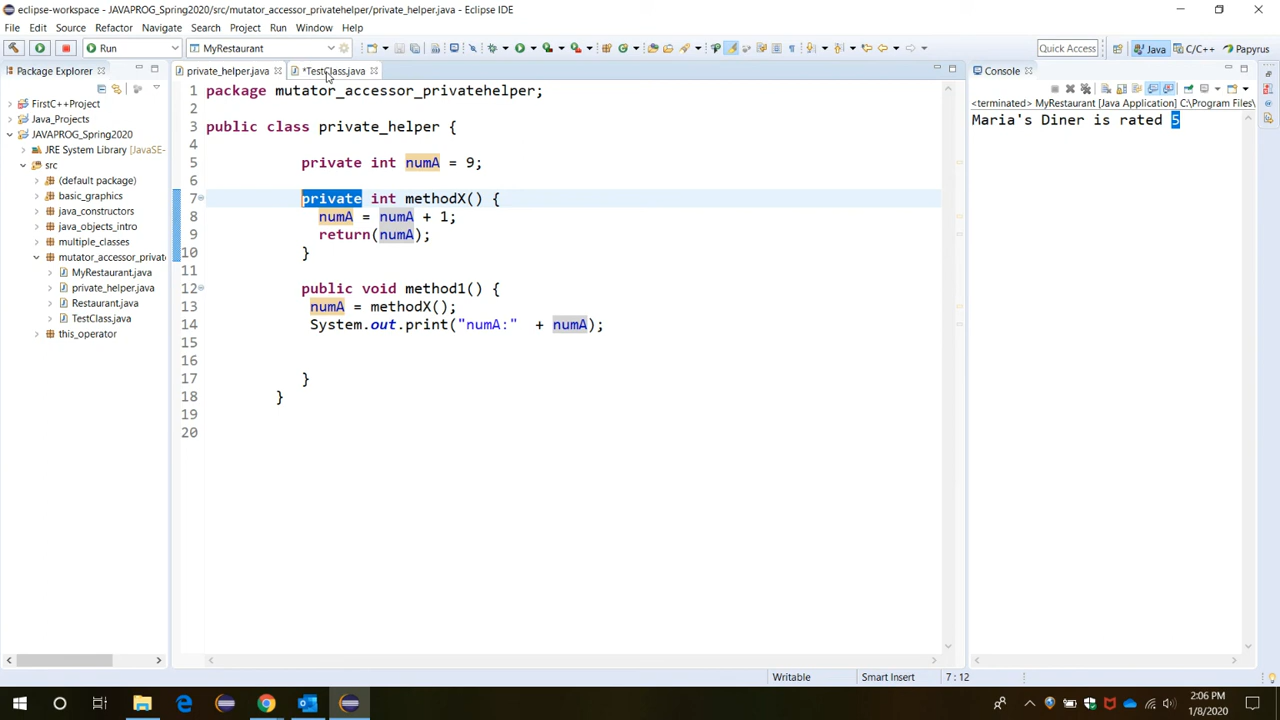 eclipse-workspace - JAVAPROG_Spring2020/src/mutator_accessor_privatehelper/private_helper.java - Eclipse IDE
File Edit Source Refactor Navigate Search Project Run Window Help
Run
MyRestaurant
Quick Access
Java
C/C++
Papyrus
Package Explorer
private_helper.java
*TestClass.java
Console
FirstC++Project
Java_Projects
JAVAPROG_Spring2020
JRE System Library [JavaSE-
src
(default package)
basic_graphics
java_constructors
java_objects_intro
multiple_classes
mutator_accessor_privat
MyRestaurant.java
private_helper.java
Restaurant.java
TestClass.java
this_operator
1 package mutator_accessor_privatehelper;
2
3 public class private_helper {
4
5 private int numA = 9;
6
7 private int methodX() {
8 numA = numA + 1;
9 return(numA);
10 }
11
12 public void method1() {
13 numA = methodX();
14 System.out.print("numA:" + numA);
15
16
17 }
18 }
19
20
<terminated> MyRestaurant [Java Application] C:\Program Files\
Maria's Diner is rated 5
Writable
Smart Insert
7 : 12
2:06 PM
1/8/2020